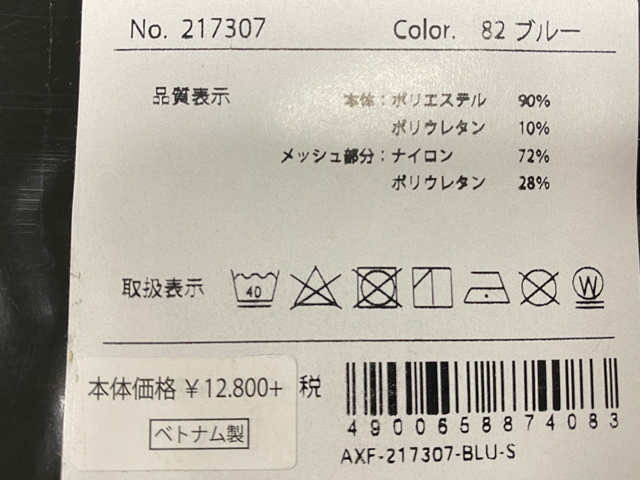 No. 217307 Color. 82 ブルー
品質表示 本体：ポリエステル 90%
ポリウレタン 10%
メッシュ部分：ナイロン 72%
ポリウレタン 28%
取扱表示 40 W
本体価格 ¥12.800+ 税
ベトナム製
4900658874083
AXF-217307-BLU-S